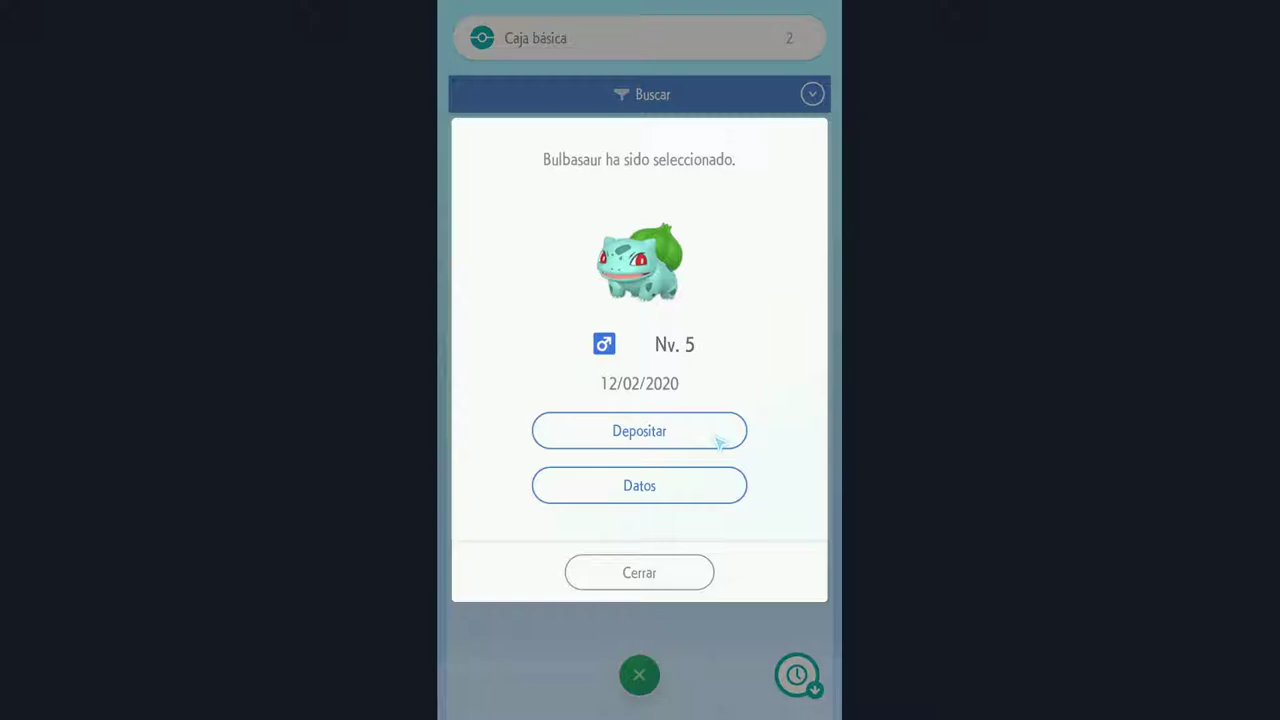 Caja básica 2
Buscar
Bulbasaur ha sido seleccionado.
Nv. 5
12/02/2020
Depositar
Datos
Cerrar